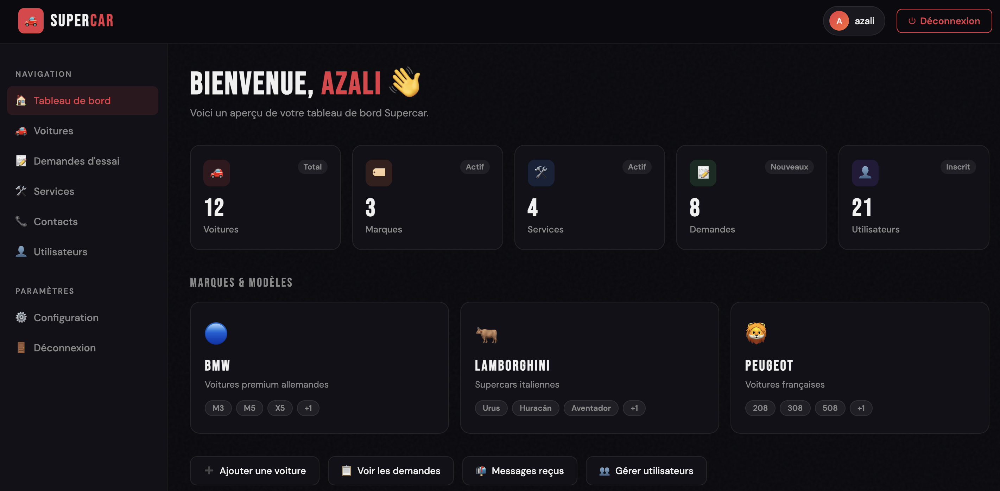 SUPERCAR
A azali
Déconnexion
NAVIGATION
Tableau de bord
Voitures
Demandes d'essai
Services
Contacts
Utilisateurs
PARAMÈTRES
Configuration
Déconnexion
BIENVENUE, AZALI
Voici un aperçu de votre tableau de bord Supercar.
Total
12
Voitures
Actif
3
Marques
Actif
4
Services
Nouveaux
8
Demandes
Inscrit
21
Utilisateurs
MARQUES & MODÈLES
BMW
Voitures premium allemandes
M3 M5 X5 +1
LAMBORGHINI
Supercars italiennes
Urus Huracán Aventador +1
PEUGEOT
Voitures françaises
208 308 508 +1
Ajouter une voiture
Voir les demandes
Messages reçus
Gérer utilisateurs